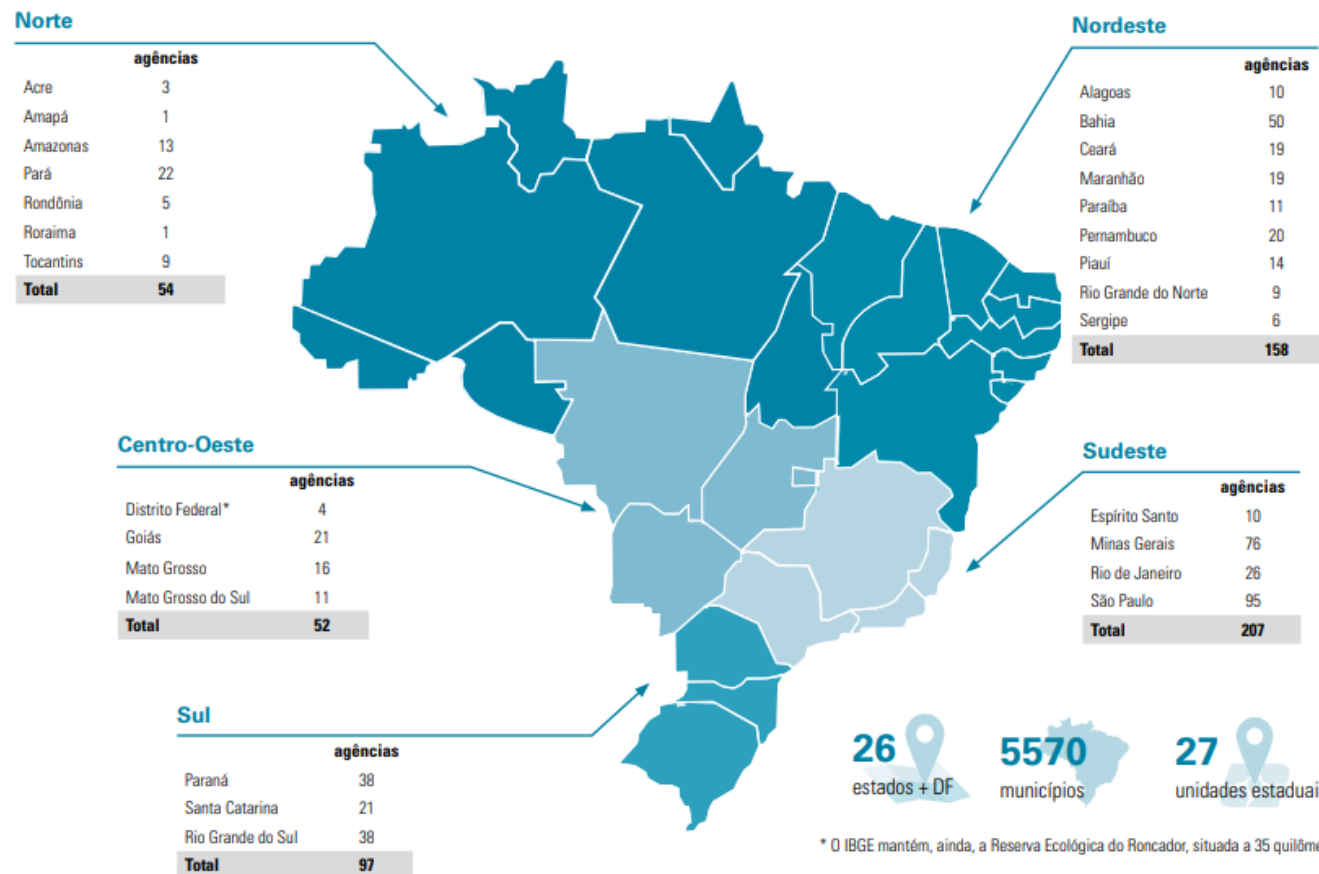 Norte
agências
Acre 3
Amapá 1
Amazonas 13
Pará 22
Rondônia 5
Roraima 1
Tocantins 9
Total 54
Nordeste
agências
Alagoas 10
Bahia 50
Ceará 19
Maranhão 19
Paraíba 11
Pernambuco 20
Piauí 14
Rio Grande do Norte 9
Sergipe 6
Total 158
Centro-Oeste
agências
Distrito Federal* 4
Goiás 21
Mato Grosso 16
Mato Grosso do Sul 11
Total 52
Sudeste
agências
Espírito Santo 10
Minas Gerais 76
Rio de Janeiro 26
São Paulo 95
Total 207
Sul
agências
Paraná 38
Santa Catarina 21
Rio Grande do Sul 38
Total 97
26
estados + DF
5570
municípios
27
unidades estaduai
* O IBGE mantém, ainda, a Reserva Ecológica do Roncador, situada a 35 quilôme